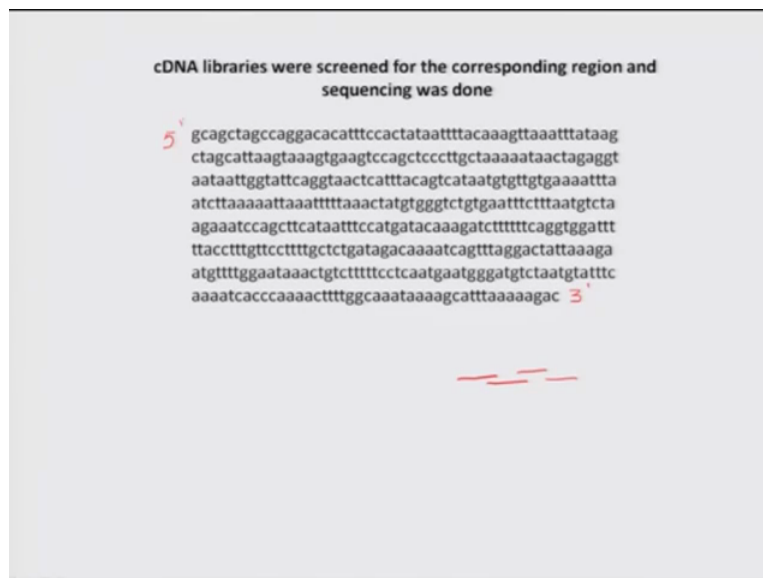 cDNA libraries were screened for the corresponding region and
sequencing was done
5' gcagctagccaggacacatttccactataattttacaaagttaaatttataag
ctagcattaagtaaagtgaagtccagctcccttgctaaaaataactagaggt
aataattggtattcaggtaactcatttacagtcataatgtgttgtgaaaattta
atcttaaaaattaaatttttaaactatgtgggtctgtgaatttctttaatgtcta
agaaatccagcttcataatttccatgatacaaagatcttttttcaggtggattt
ttacctttgttccttttgctctgatagacaaaatcagtttaggactattaaaga
atgttttggaataaactgtctttttcctcaatgaatgggatgtctaatgtatttc
aaaatcacccaaaacttttggcaaataaaagcatttaaaaagac 3'